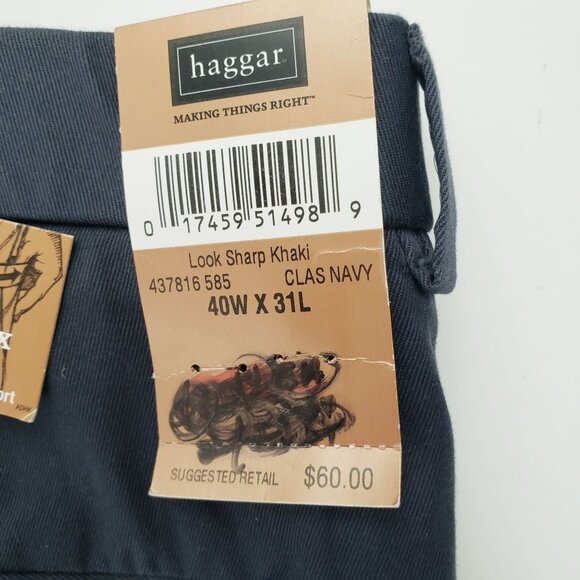 haggar
MAKING THINGS RIGHT™
0 17459 51498 9
Look Sharp Khaki
437816 585 CLAS NAVY
40W X 31L
SUGGESTED RETAIL $60.00
x
ort